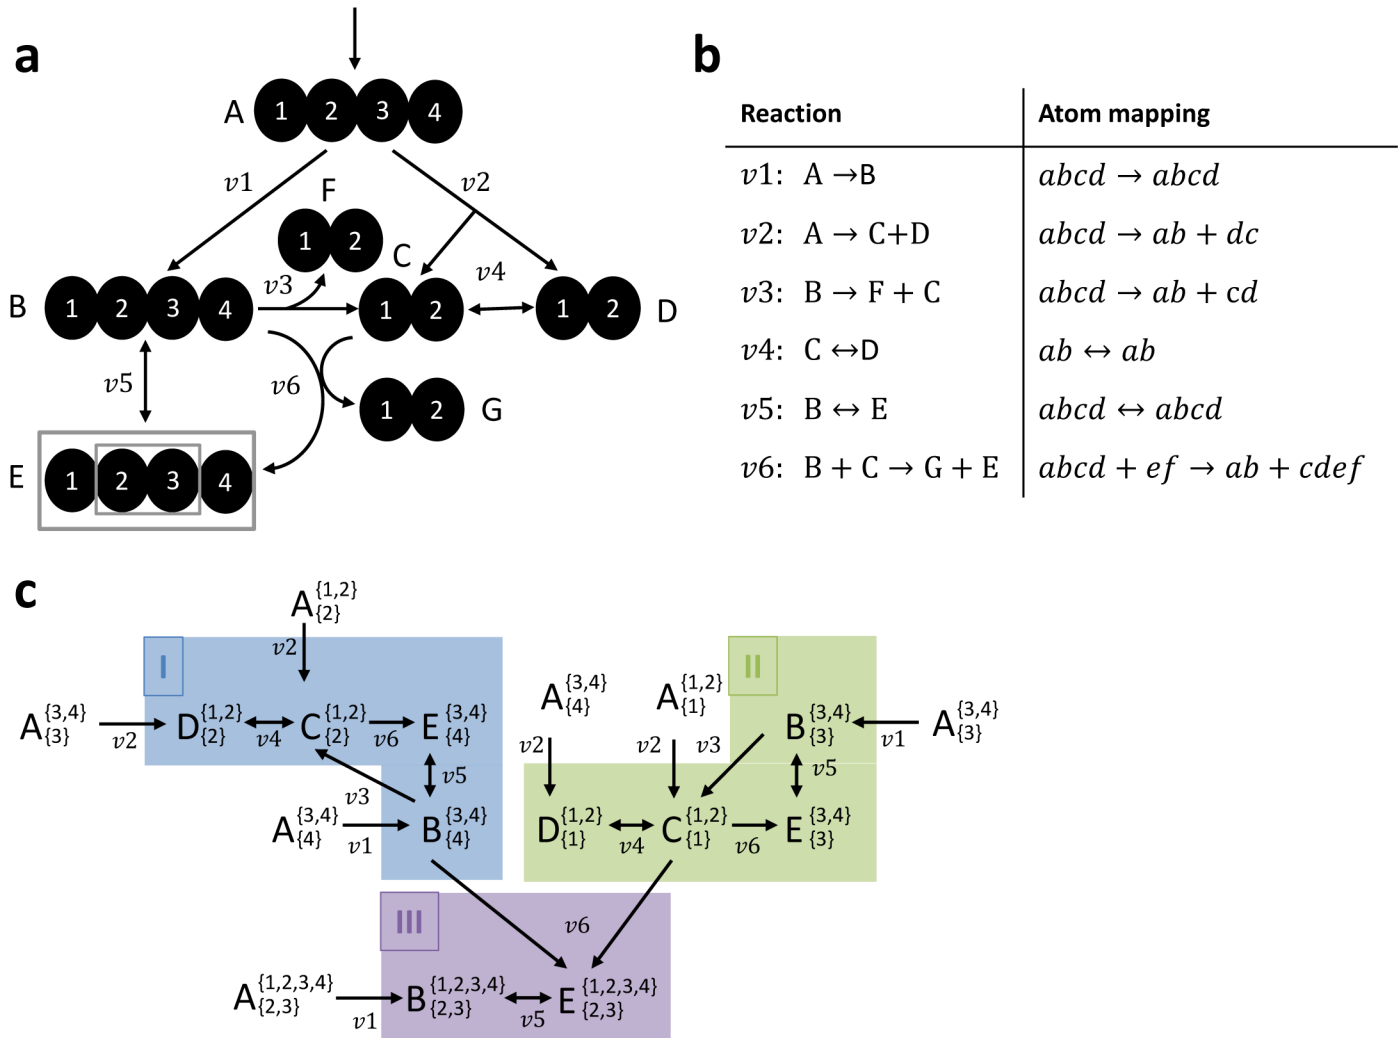 a
A 1 2 3 4
v1
v2
F
1 2
C
B 1 2 3 4
v3
1 2
v4
1 2
D
v5
v6
1 2
G
E 1 2 3 4
b
Reaction Atom mapping
v1: A →B abcd → abcd
v2: A → C+D abcd → ab + dc
v3: B → F + C abcd → ab + cd
v4: C ↔D ab ↔ ab
v5: B ↔ E abcd ↔ abcd
v6: B + C → G + E abcd + ef → ab + cdef
c
A{1,2}{2}
v2
I
A{3,4}{3}
v2
D{1,2}{2}
v4
C{1,2}{2}
v6
E{3,4}{4}
v5
v3
A{3,4}{4}
v1
B{3,4}{4}
II
A{3,4}{4}
A{1,2}{1}
v2
v2
v3
B{3,4}{3}
v1
A{3,4}{3}
v5
D{1,2}{1}
v4
C{1,2}{1}
v6
E{3,4}{3}
III
v6
A{1,2,3,4}{2,3}
v1
B{1,2,3,4}{2,3}
v5
E{1,2,3,4}{2,3}